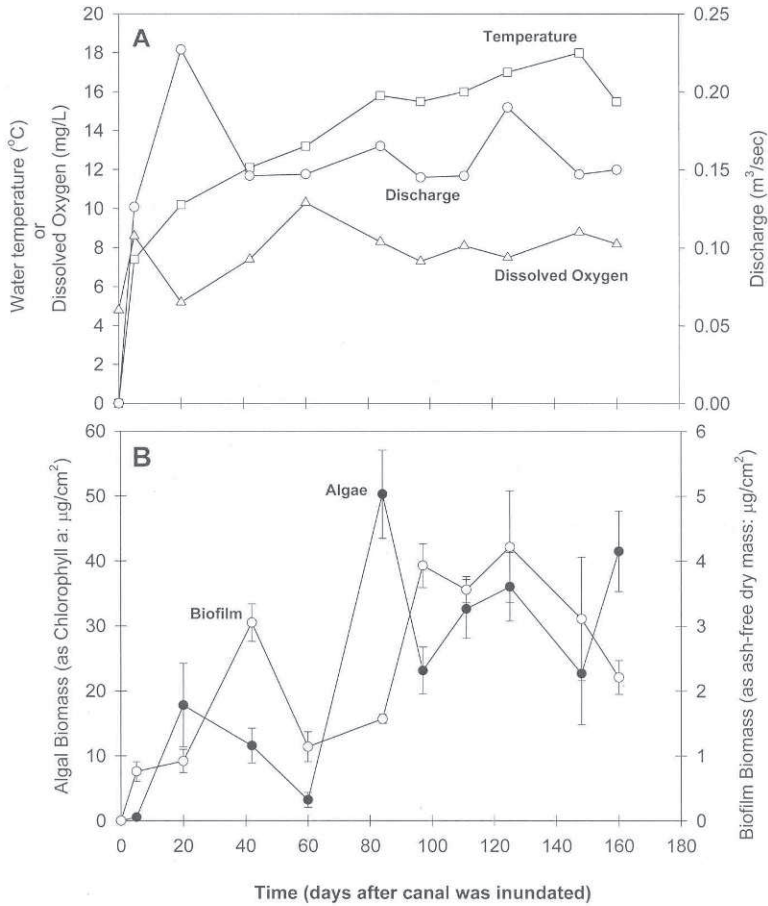 A
Temperature
Discharge
Dissolved Oxygen
Water temperature (°C)
or
Dissolved Oxygen (mg/L)
20
18
16
14
12
10
8
6
4
2
0
0.25
0.20
0.15
0.10
0.05
0.00
Discharge (m³/sec)
B
Algae
Biofilm
Algal Biomass (as Chlorophyll a: µg/cm²)
60
50
40
30
20
10
0
6
5
4
3
2
1
0
Biofilm Biomass (as ash-free dry mass: µg/cm²)
0 20 40 60 80 100 120 140 160 180
Time (days after canal was inundated)